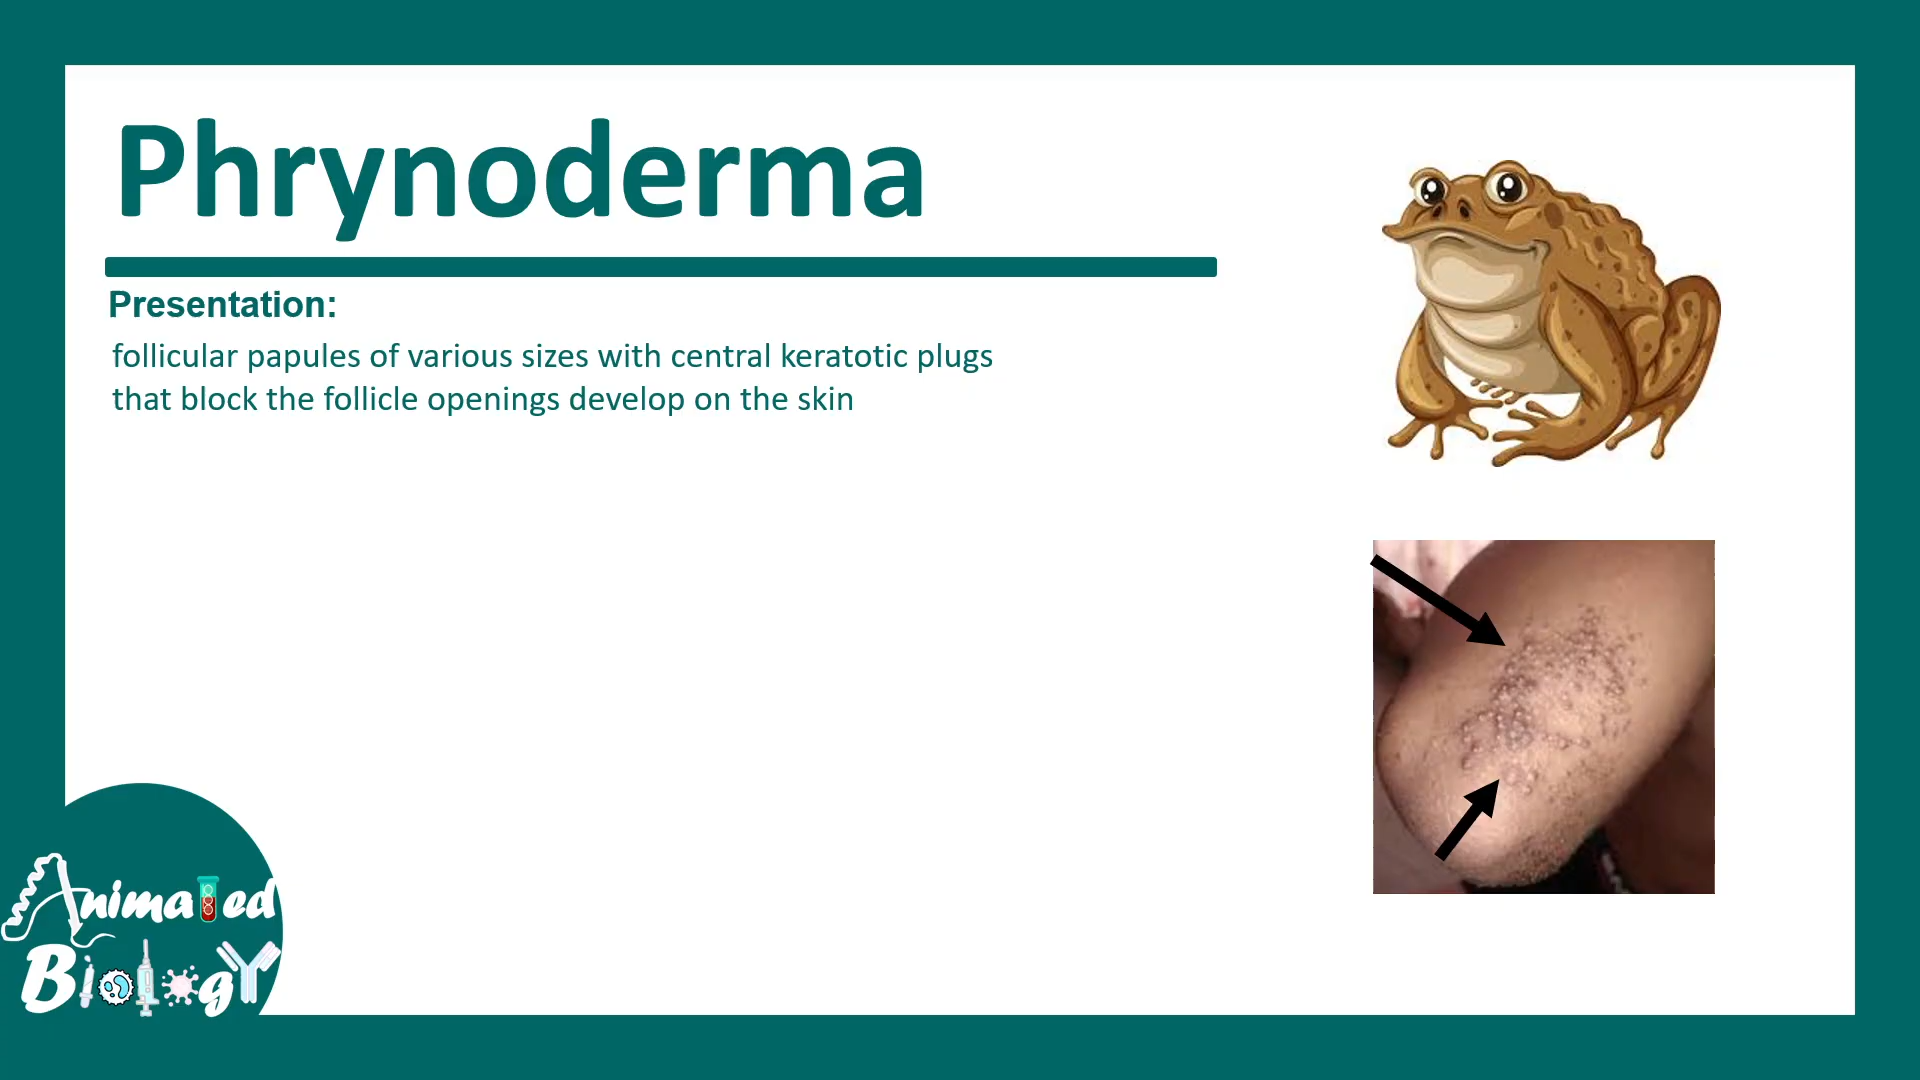 Phrynoderma
Presentation:
follicular papules of various sizes with central keratotic plugs
that block the follicle openings develop on the skin
Animated
Biology